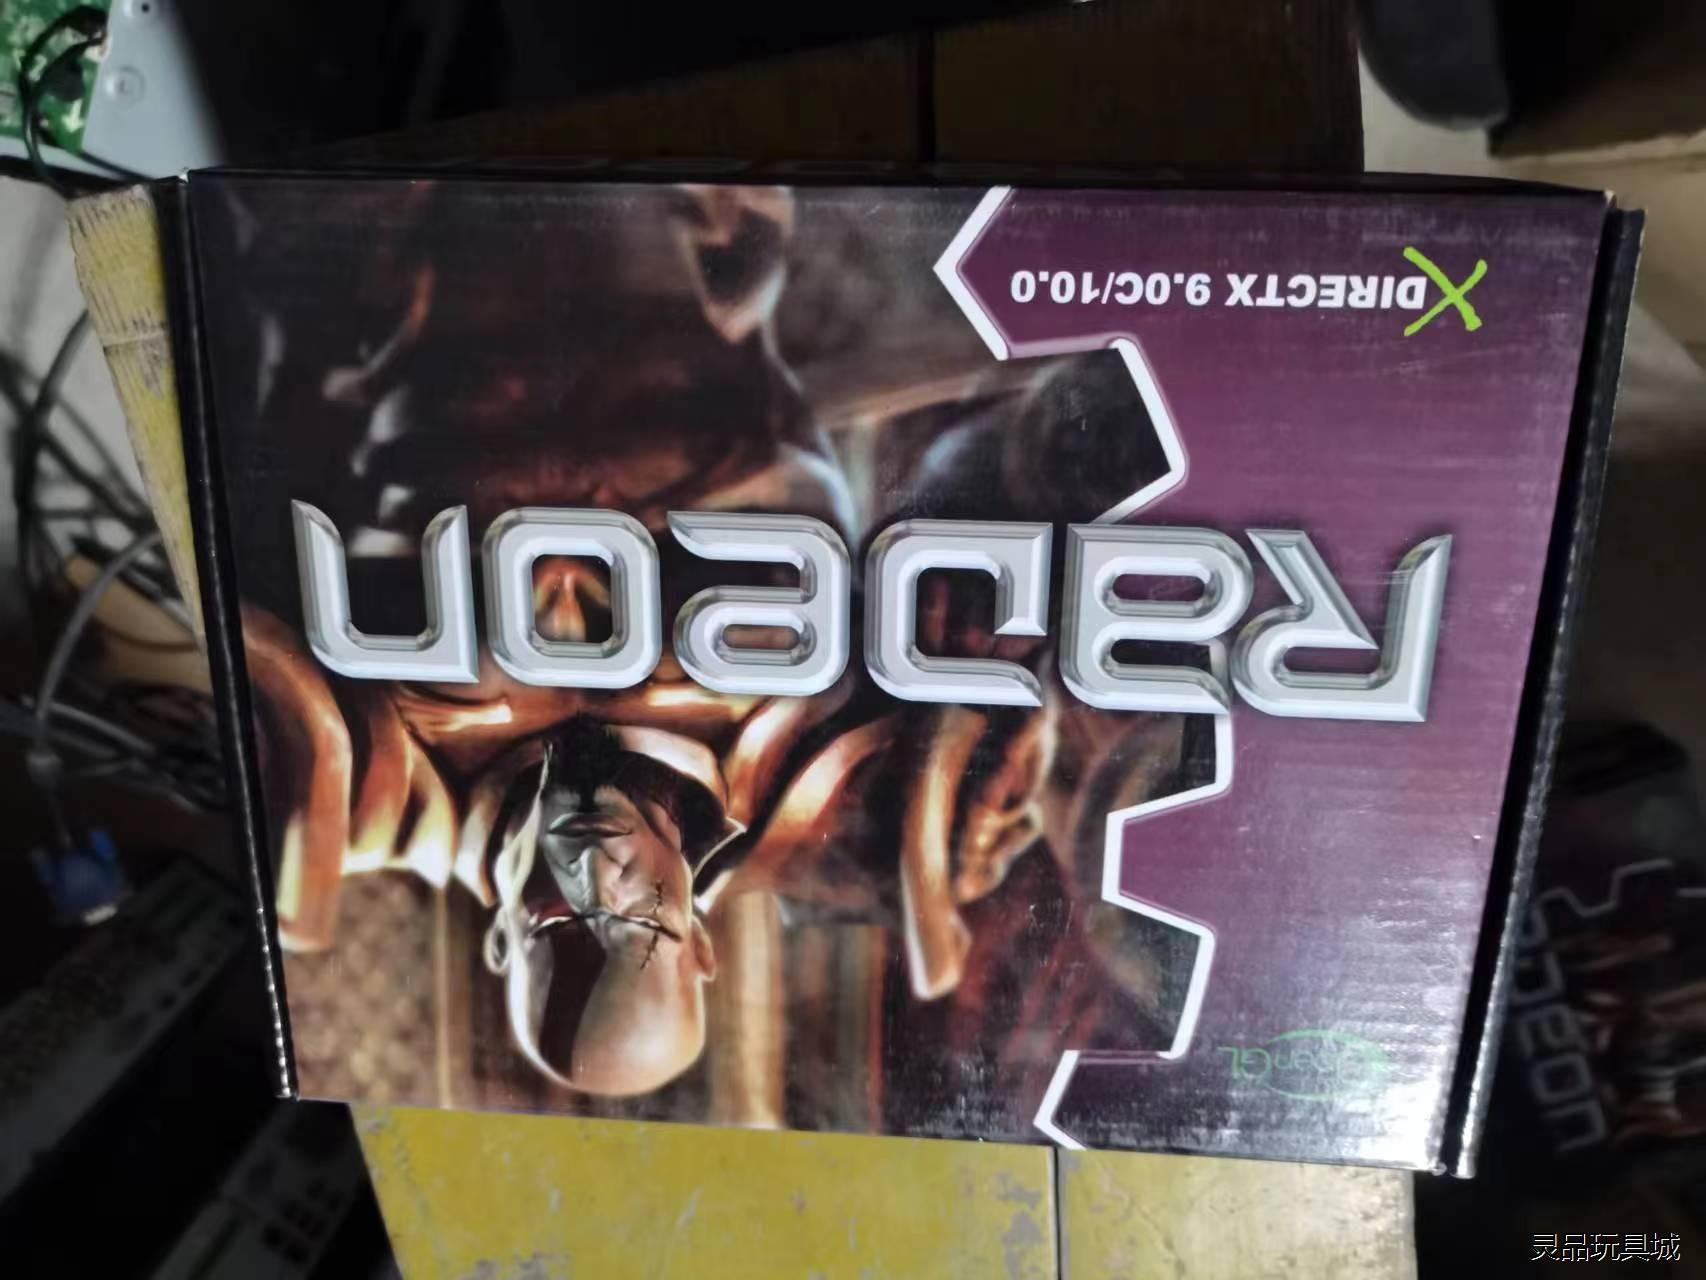 DIRECTX 9.0C/10.0
RADEON
OpenGL
RADEON
灵品玩具城